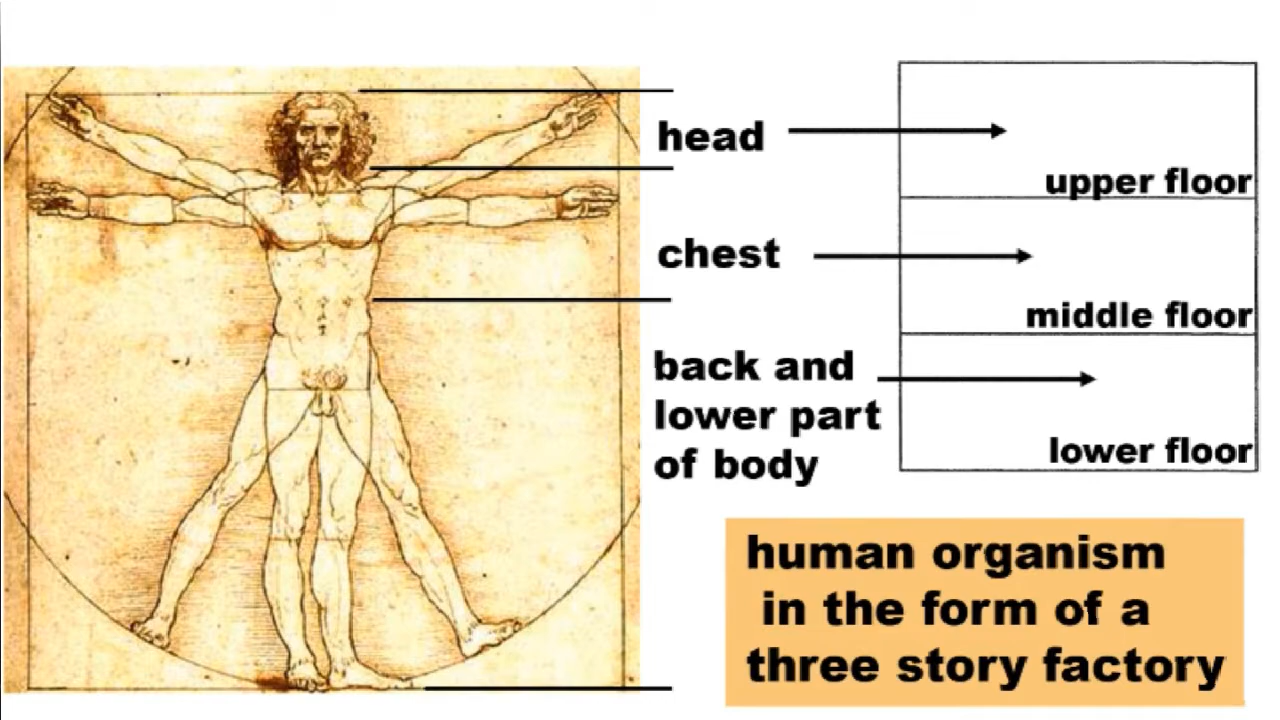 head
upper floor
chest
middle floor
back and
lower part
of body
lower floor
human organism
in the form of a
three story factory